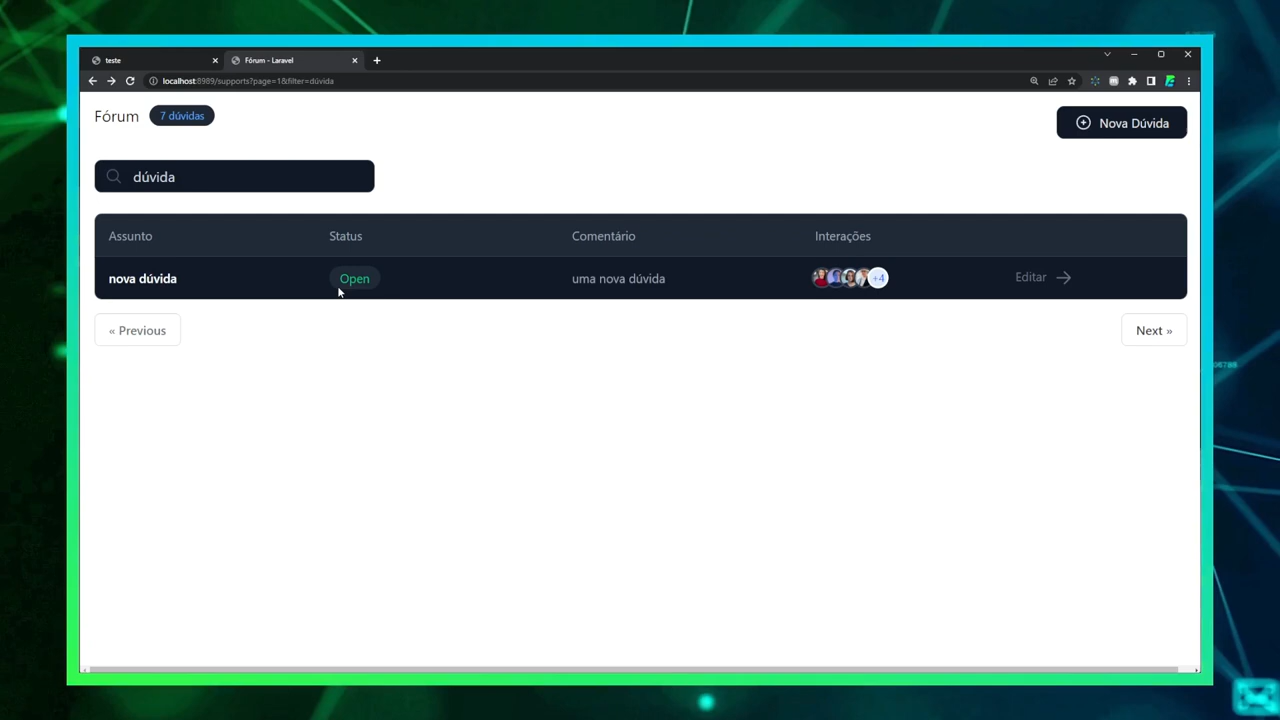 teste
Fórum - Laravel
localhost:8989/supports?page=1&filter=dúvida
Fórum
7 dúvidas
Nova Dúvida
dúvida
Assunto Status Comentário Interações
nova dúvida Open uma nova dúvida +4 Editar
« Previous Next »